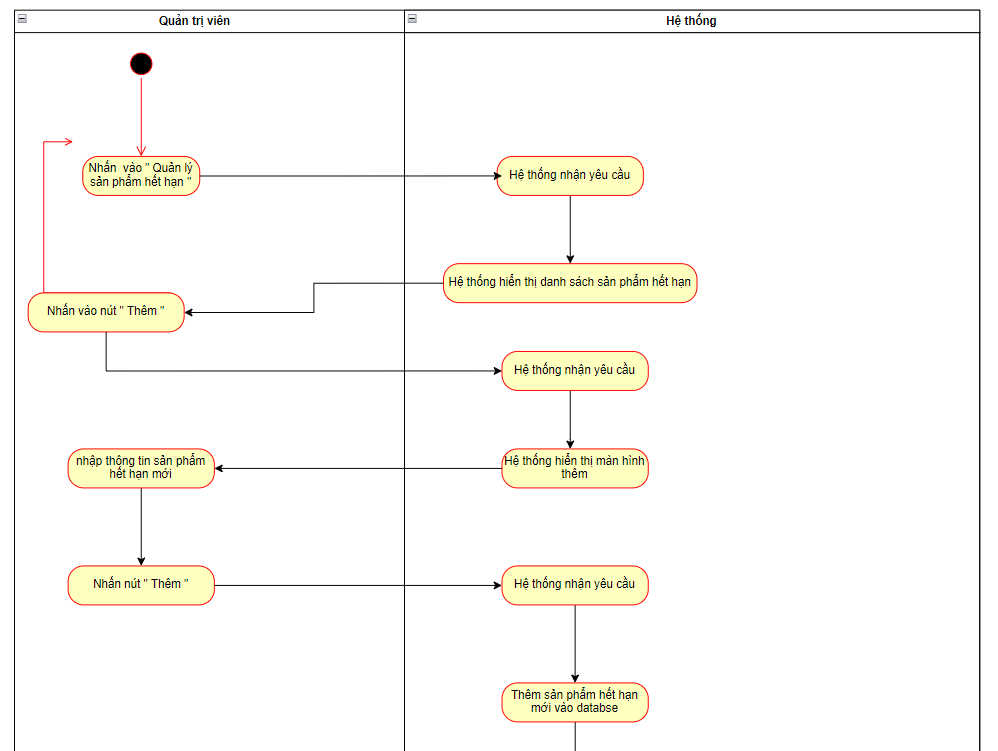 Quản trị viên
Hệ thống
Nhấn vào " Quản lý
sản phẩm hết hạn "
Hệ thống nhận yêu cầu
Hệ thống hiển thị danh sách sản phẩm hết hạn
Nhấn vào nút " Thêm "
Hệ thống nhận yêu cầu
nhập thông tin sản phẩm
hết hạn mới
Hệ thống hiển thị màn hình
thêm
Nhấn nút " Thêm "
Hệ thống nhận yêu cầu
Thêm sản phẩm hết hạn
mới vào databse